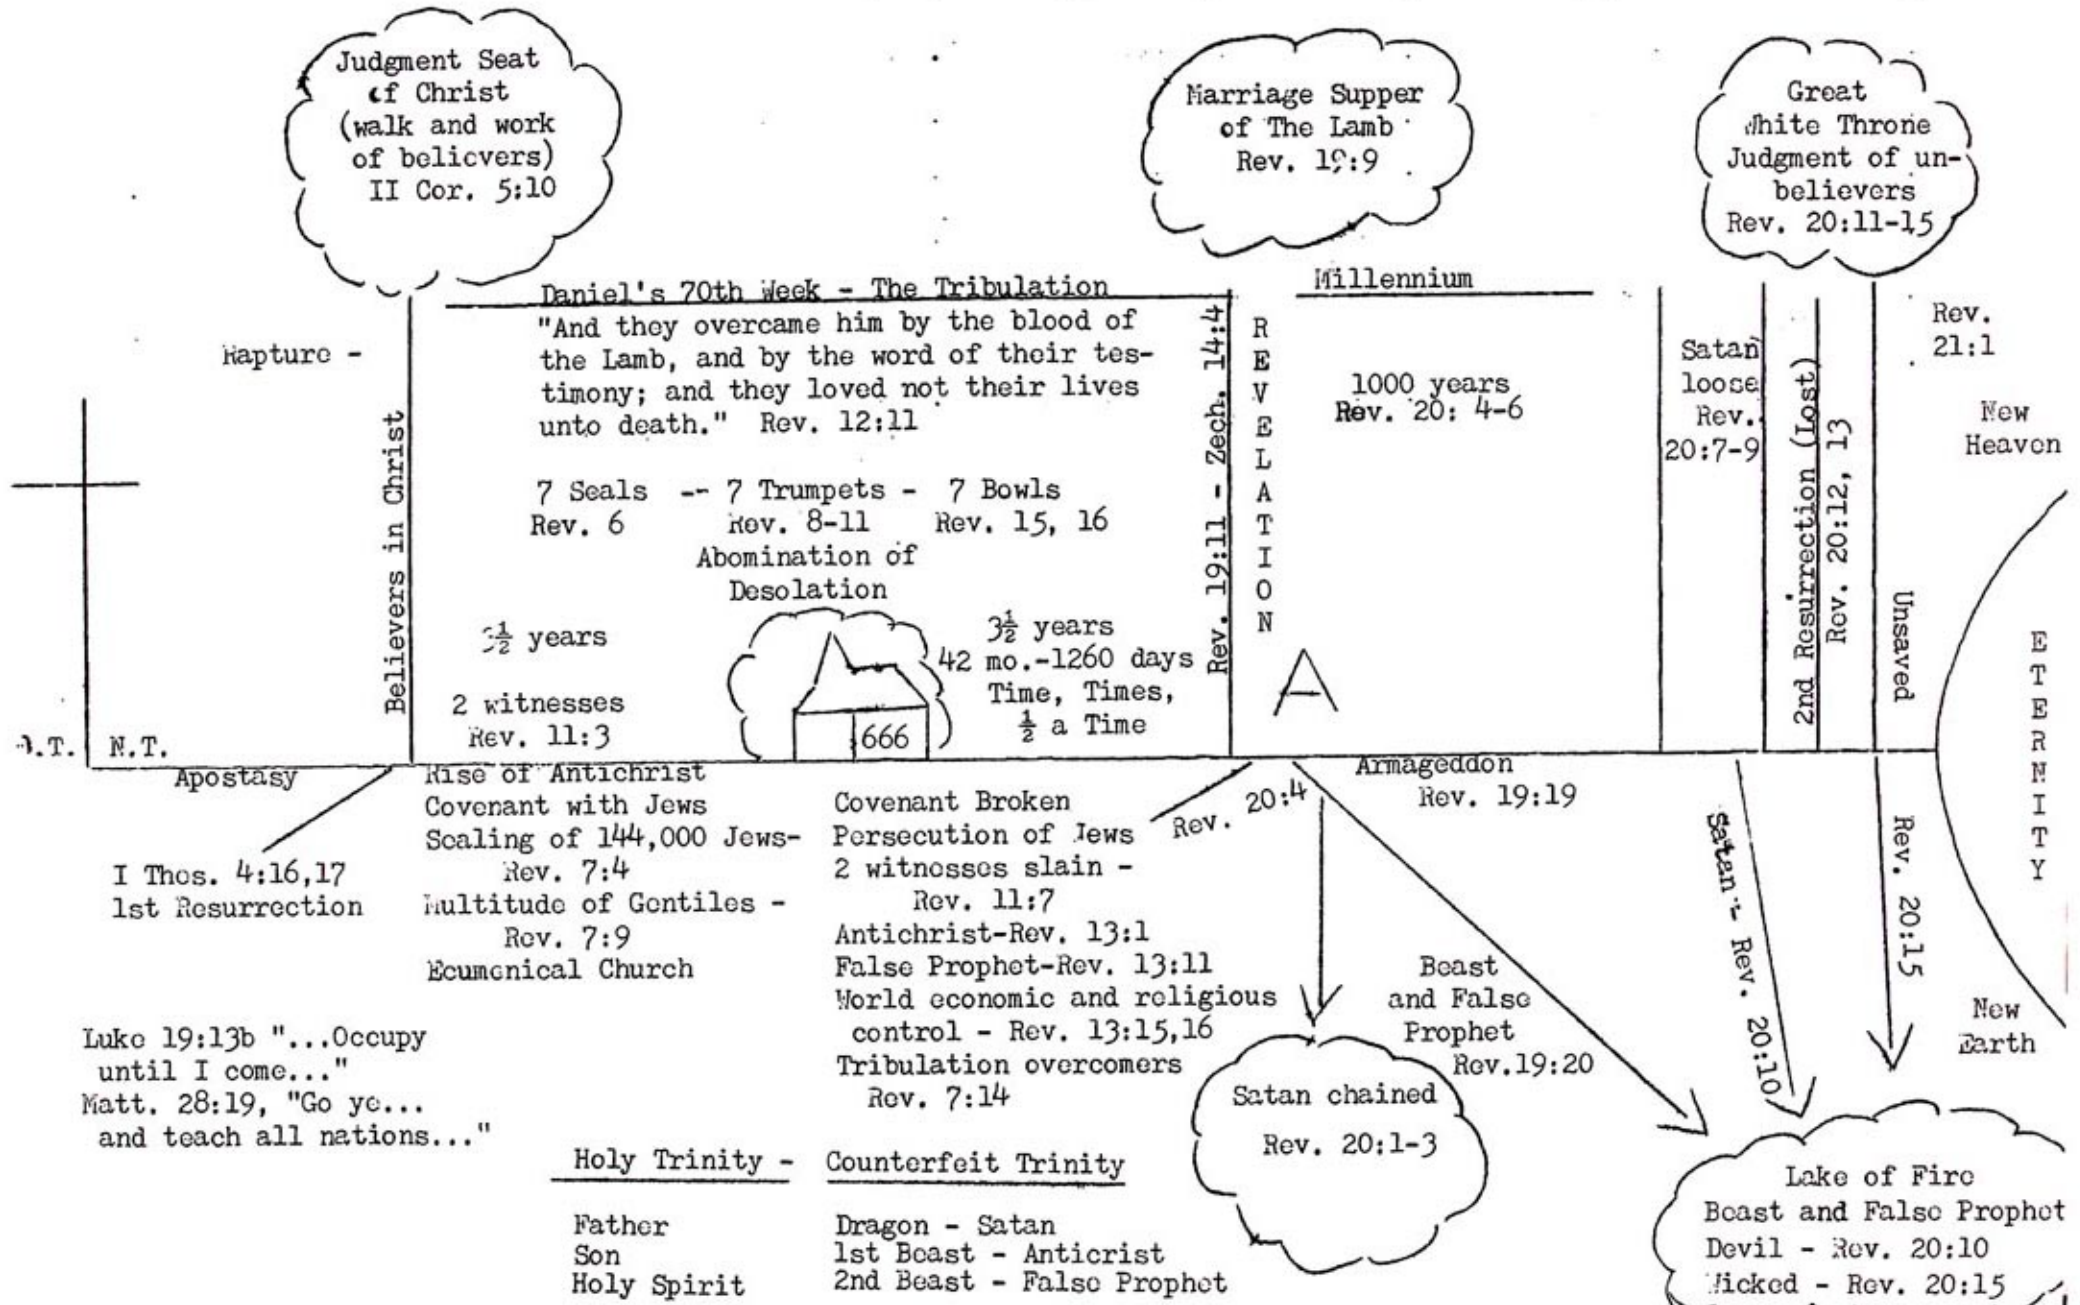 Judgment Seat
of Christ
(walk and work
of believers)
II Cor. 5:10
Marriage Supper
of The Lamb
Rev. 19:9
Great
White Throne
Judgment of un-
believers
Rev. 20:11-15
Daniel's 70th Week - The Tribulation
"And they overcame him by the blood of
the Lamb, and by the word of their tes-
timony; and they loved not their lives
unto death." Rev. 12:11
7 Seals -- 7 Trumpets - 7 Bowls
Rev. 6 Rev. 8-11 Rev. 15, 16
Abomination of
Desolation
3½ years
2 witnesses
Rev. 11:3
666
3½ years
42 mo.-1260 days
Time, Times,
½ a Time
Rapture -
Believers in Christ
Rev. 19:11 - Zech. 14:4
REVELATION
Millennium
1000 years
Rev. 20: 4-6
A
Satan
loose
Rev.
20:7-9
2nd Resurrection (Lost)
Rev. 20:12, 13
Unsaved
Rev.
21:1
New
Heaven
ETERNITY
New
Earth
O.T. N.T.
Apostasy
I Thes. 4:16,17
1st Resurrection
Rise of Antichrist
Covenant with Jews
Sealing of 144,000 Jews-
Rev. 7:4
Multitude of Gentiles -
Rev. 7:9
Ecumenical Church
Covenant Broken
Persecution of Jews
2 witnesses slain -
Rev. 11:7
Antichrist-Rev. 13:1
False Prophet-Rev. 13:11
World economic and religious
control - Rev. 13:15,16
Tribulation overcomers
Rev. 7:14
Rev. 20:4
Armageddon
Rev. 19:19
Beast
and False
Prophet
Rev.19:20
Satan - Rev. 20:10
Rev. 20:15
Satan chained
Rev. 20:1-3
Lake of Fire
Beast and False Prophet
Devil - Rev. 20:10
Wicked - Rev. 20:15
Luke 19:13b "...Occupy
until I come..."
Matt. 28:19, "Go ye...
and teach all nations..."
Holy Trinity - Counterfeit Trinity
Father Dragon - Satan
Son 1st Beast - Anticrist
Holy Spirit 2nd Beast - False Prophet